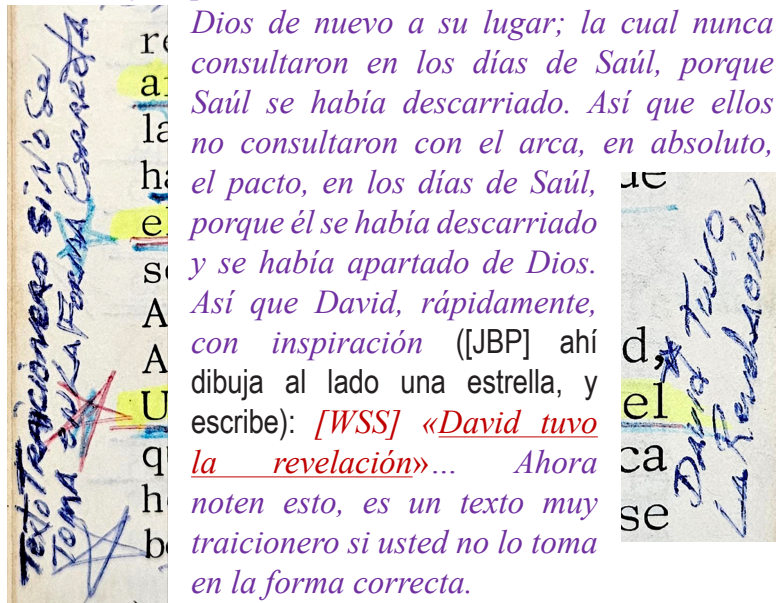 Dios de nuevo a su lugar; la cual nunca
consultaron en los días de Saúl, porque
Saúl se había descarriado. Así que ellos
no consultaron con el arca, en absoluto,
el pacto, en los días de Saúl,
porque él se había descarriado
y se había apartado de Dios.
Así que David, rápidamente,
con inspiración ([JBP] ahí
dibuja al lado una estrella, y
escribe): [WSS] «David tuvo
la revelación»… Ahora
noten esto, es un texto muy
traicionero si usted no lo toma
en la forma correcta.
Texto Traicionero si no se
Toma en la Forma Correcta
re
la
A
A
U
d,
el
ca
se
David Tuvo
La Revelación